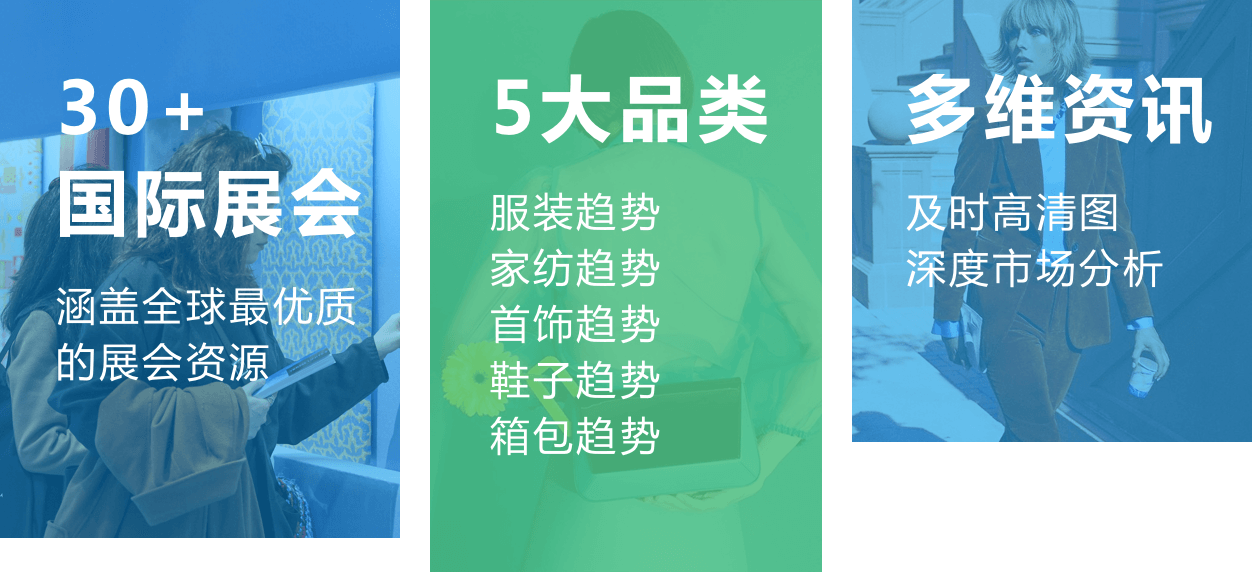 30+
国际展会
涵盖全球最优质
的展会资源
5大品类
服装趋势
家纺趋势
首饰趋势
鞋子趋势
箱包趋势
多维资讯
及时高清图
深度市场分析